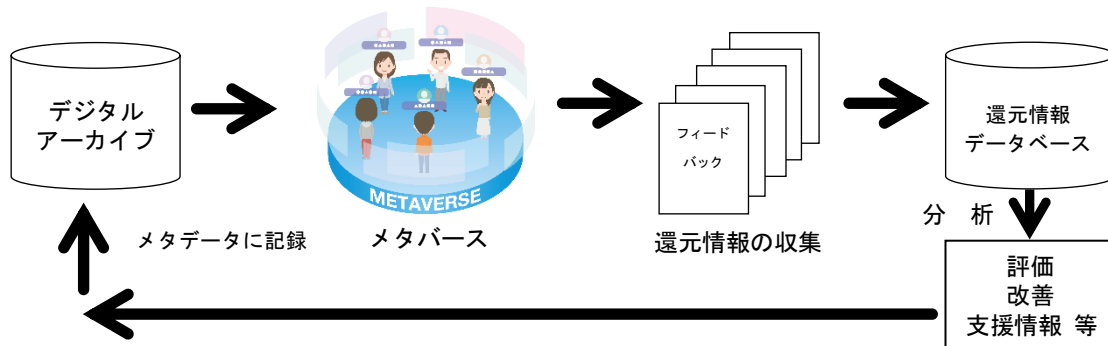 デジタル
アーカイブ
METAVERSE
メタバース
フィード
バック
還元情報の収集
還元情報
データベース
分 析
評価
改善
支援情報 等
メタデータに記録